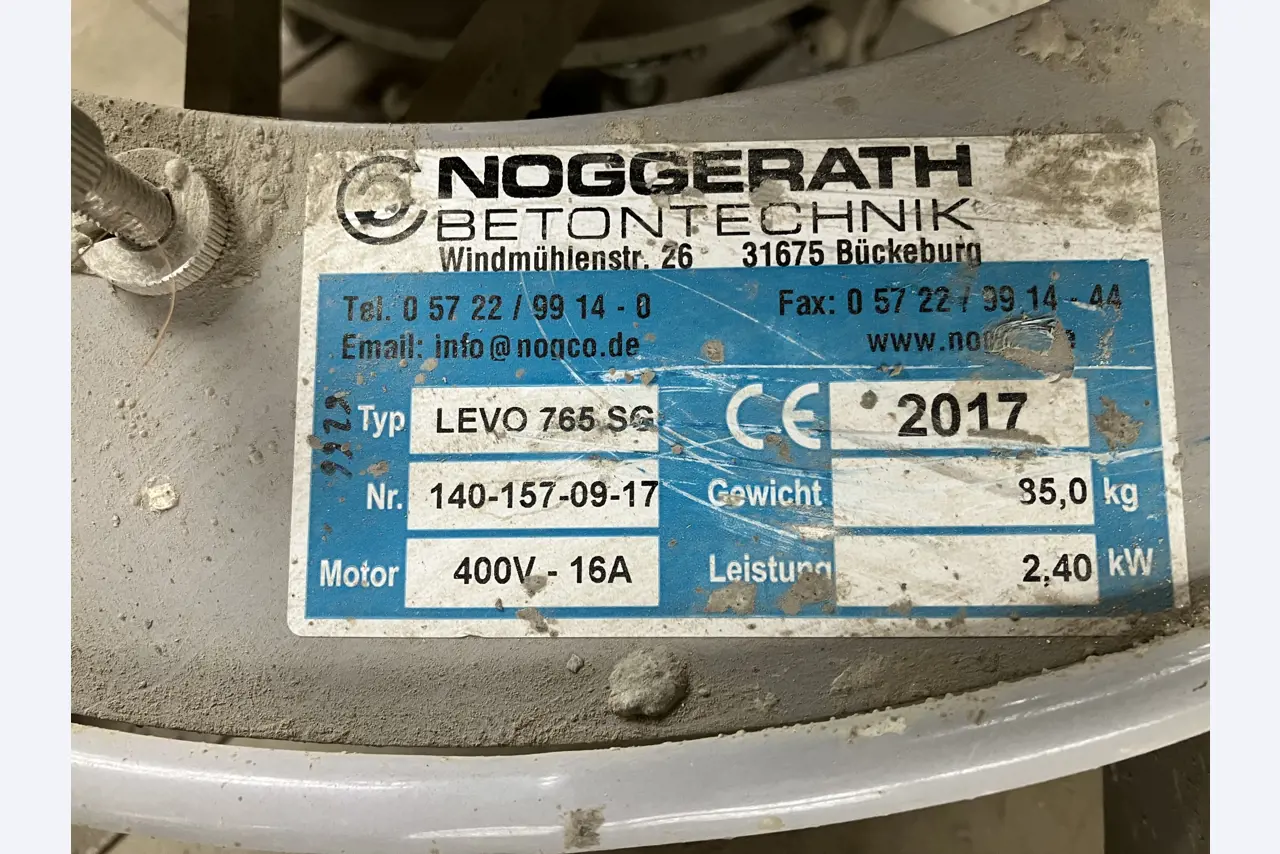 NOGGERATH
BETONTECHNIK
Windmühlenstr. 26 31675 Bückeburg
Tel. 0 57 22 / 99 14 - 0 Fax: 0 57 22 / 99 14 - 44
Email: info@nogco.de
Typ LEVO 765 SG CE 2017
Nr. 140-157-09-17 Gewicht 85,0 kg
Motor 400V - 16A Leistung 2,40 kW